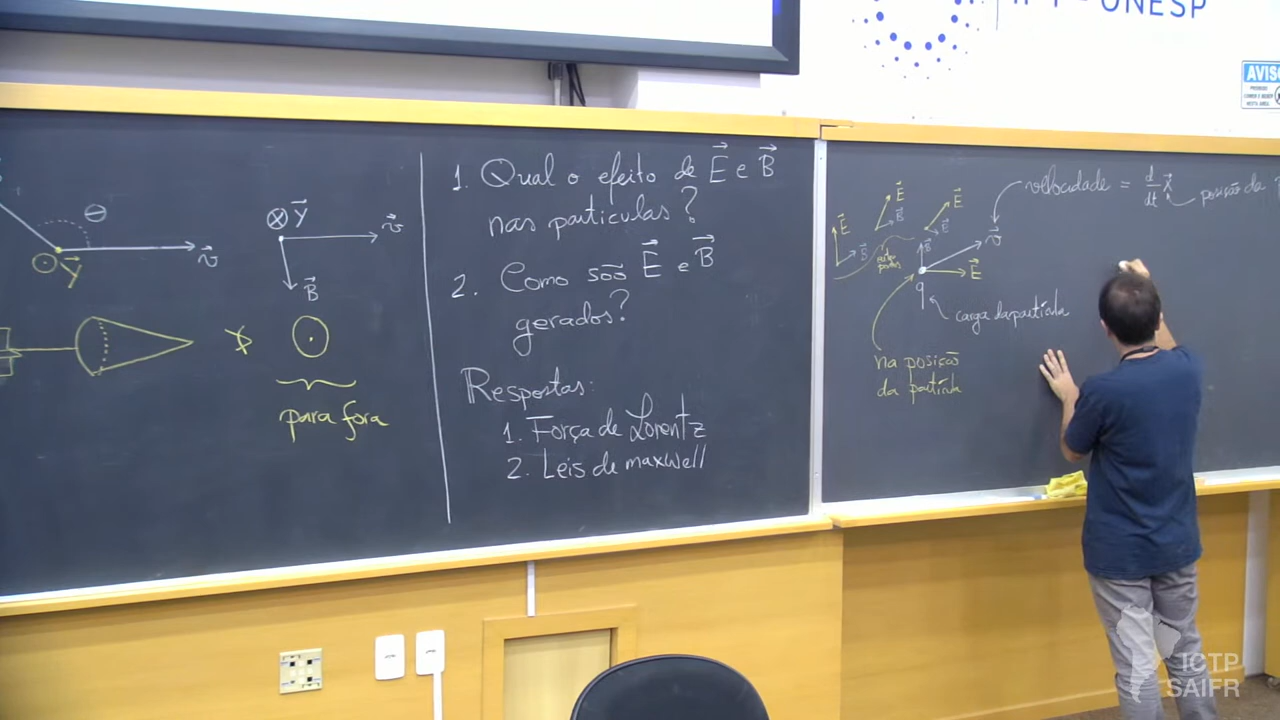 IFT - UNESP
AVISO
θ
v
Y
Y
v
B
para fora
1. Qual o efeito de E e B
nas particulas?
2. Como são E e B
gerados?
Respostas:
1. Força de Lorentz
2. Leis de maxwell
velocidade = d/dt x
posição da
E
B
E
B
E
B
B
v
E
q
carga da partícula
na posição
da partícula
ICTP
SAIFR